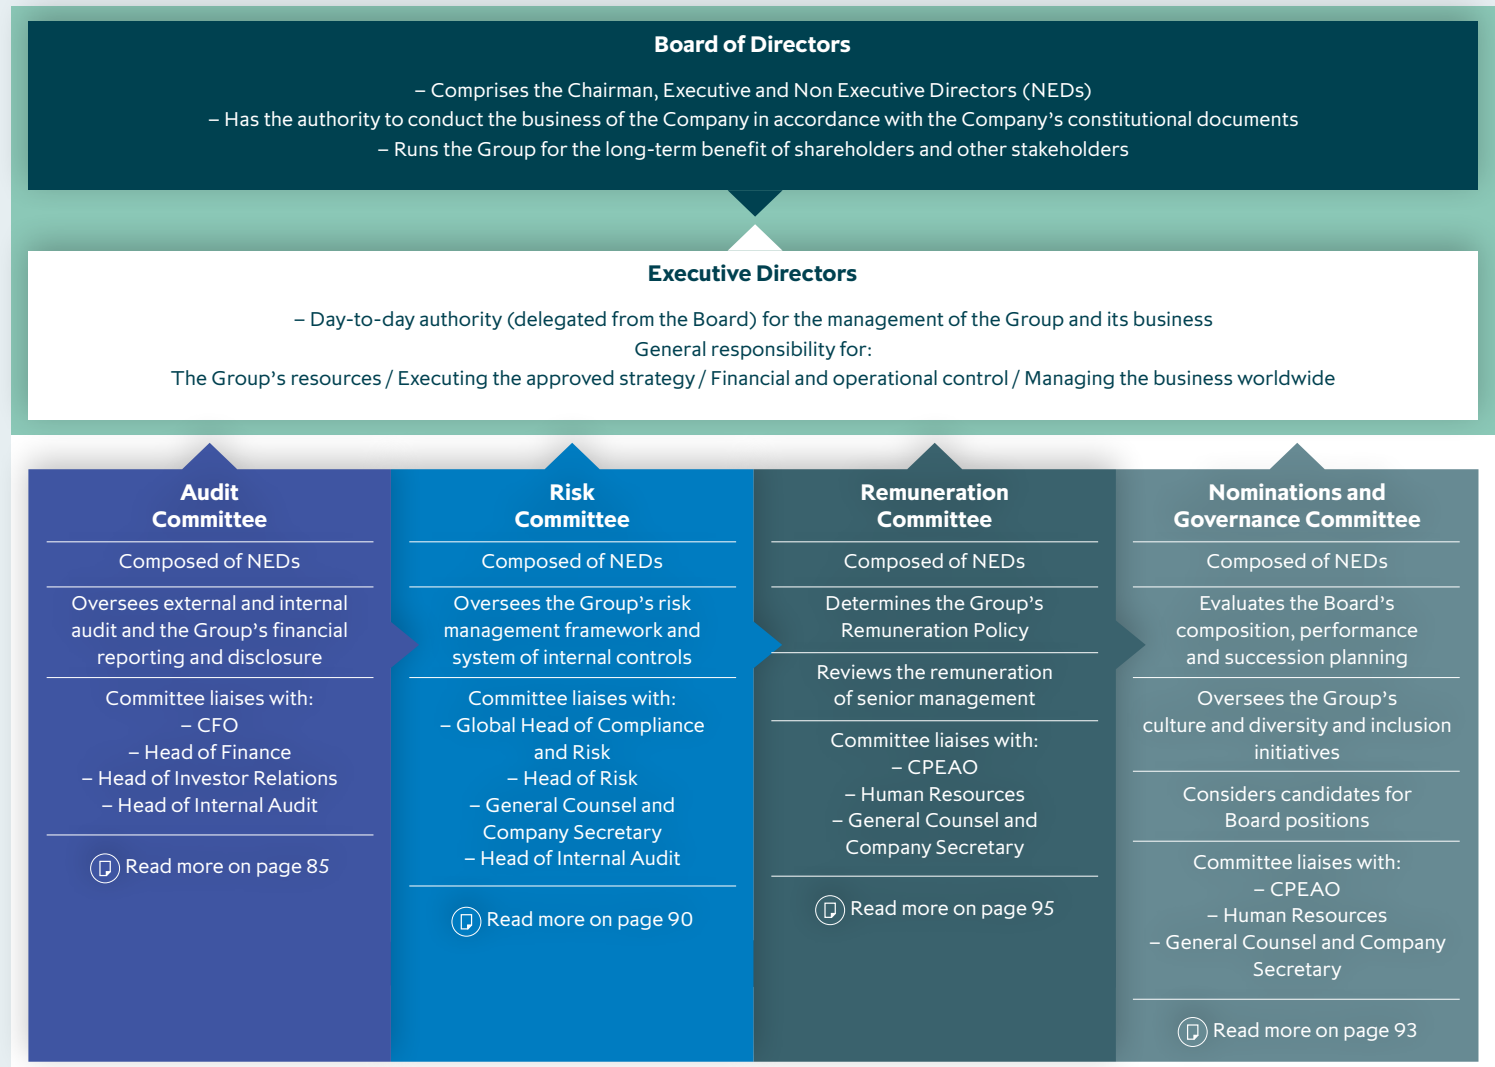 Board of Directors
– Comprises the Chairman, Executive and Non Executive Directors (NEDs)
– Has the authority to conduct the business of the Company in accordance with the Company’s constitutional documents
– Runs the Group for the long-term benefit of shareholders and other stakeholders
Executive Directors
– Day-to-day authority (delegated from the Board) for the management of the Group and its business
General responsibility for:
The Group’s resources / Executing the approved strategy / Financial and operational control / Managing the business worldwide
Audit
Committee
Composed of NEDs
Oversees external and internal
audit and the Group’s financial
reporting and disclosure
Committee liaises with:
– CFO
– Head of Finance
– Head of Investor Relations
– Head of Internal Audit
Read more on page 85
Risk
Committee
Composed of NEDs
Oversees the Group’s risk
management framework and
system of internal controls
Committee liaises with:
– Global Head of Compliance
and Risk
– Head of Risk
– General Counsel and
Company Secretary
– Head of Internal Audit
Read more on page 90
Remuneration
Committee
Composed of NEDs
Determines the Group’s
Remuneration Policy
Reviews the remuneration
of senior management
Committee liaises with:
– CPEAO
– Human Resources
– General Counsel and
Company Secretary
Read more on page 95
Nominations and
Governance Committee
Composed of NEDs
Evaluates the Board’s
composition, performance
and succession planning
Oversees the Group’s
culture and diversity and inclusion
initiatives
Considers candidates for
Board positions
Committee liaises with:
– CPEAO
– Human Resources
– General Counsel and Company
Secretary
Read more on page 93